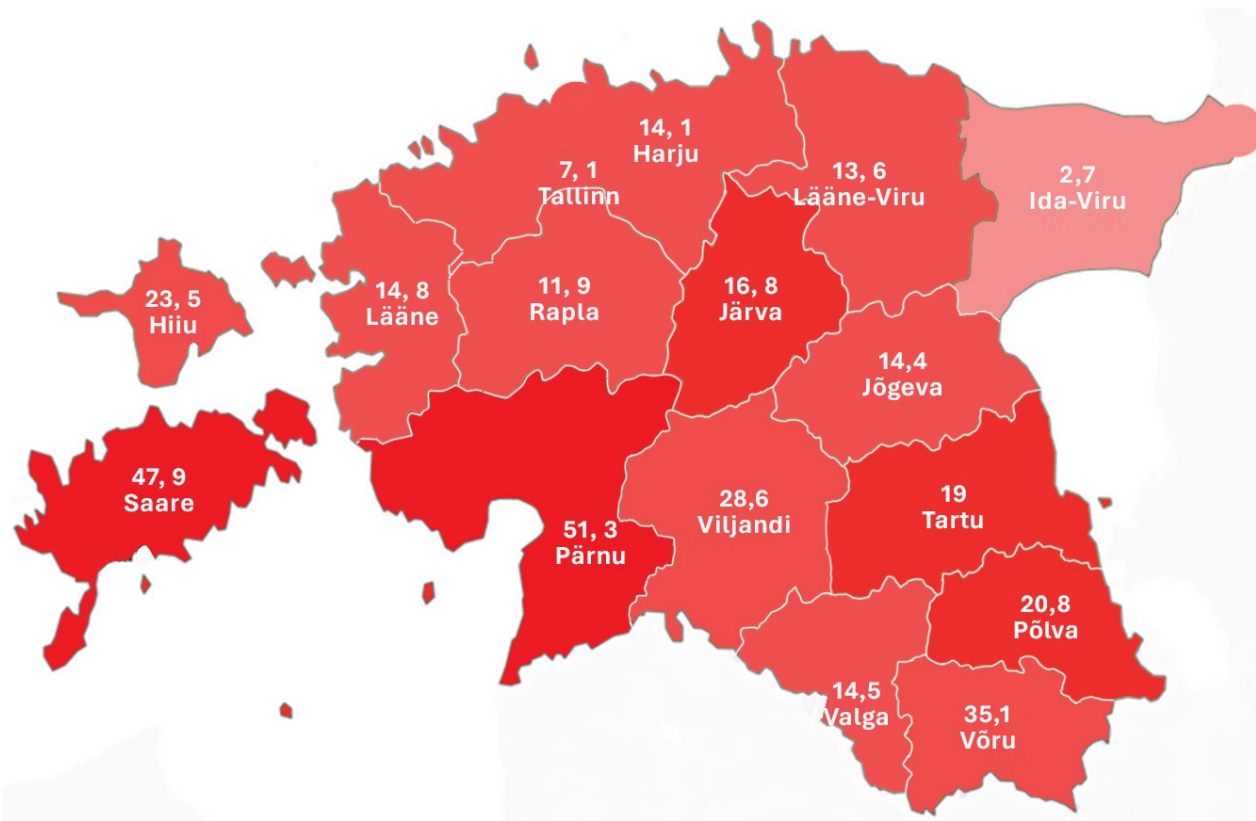 14, 1
Harju
7, 1
Tallinn
13, 6
Lääne-Viru
2,7
Ida-Viru
23, 5
Hiiu
14, 8
Lääne
11, 9
Rapla
16, 8
Järva
14,4
Jõgeva
47, 9
Saare
51, 3
Pärnu
28,6
Viljandi
19
Tartu
20,8
Põlva
14,5
Valga
35,1
Võru